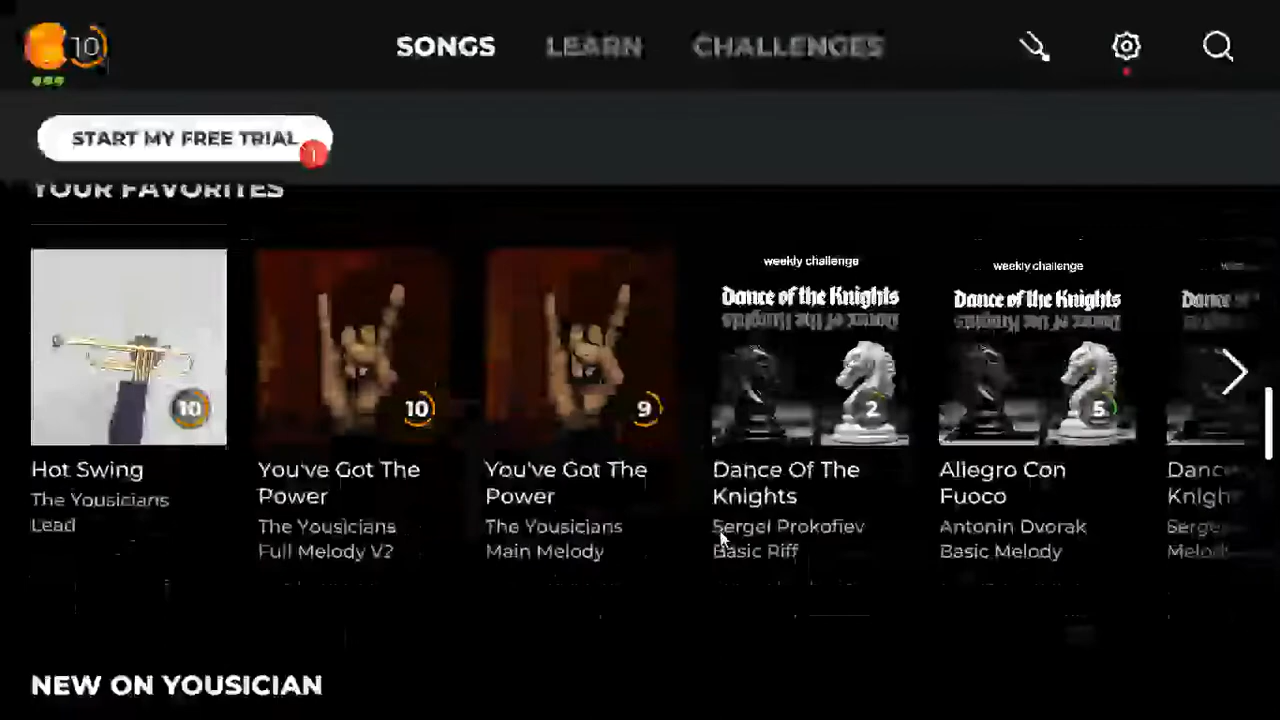 10
SONGS
LEARN
CHALLENGES
START MY FREE TRIAL
1
YOUR FAVORITES
weekly challenge
Dance of the Knights
weekly challenge
Dance of the Knights
10
10
9
2
5
Hot Swing
The Yousicians
Lead
You've Got The
Power
The Yousicians
Full Melody V2
You've Got The
Power
The Yousicians
Main Melody
Dance Of The
Knights
Sergei Prokofiev
Basic Riff
Allegro Con
Fuoco
Antonin Dvorak
Basic Melody
NEW ON YOUSICIAN